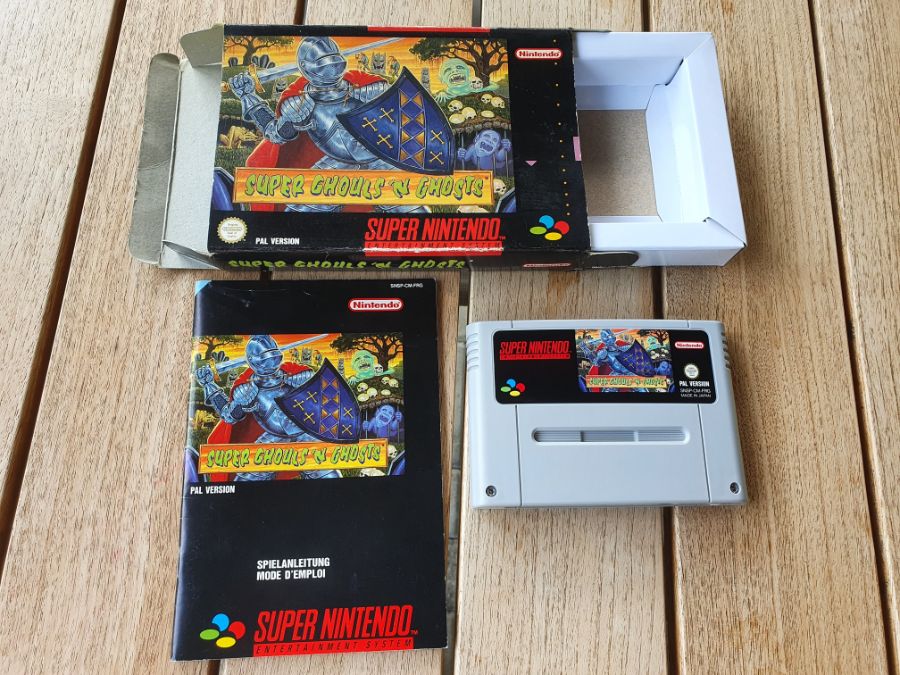 Nintendo
SUPER GHOULS 'N GHOSTS
PAL VERSION
SUPER NINTENDO
ENTERTAINMENT SYSTEM
SUPER GHOULS 'N GHOSTS
Nintendo
SNSP-CM-FRG
Nintendo
SUPER GHOULS 'N GHOSTS
PAL VERSION
SPIELANLEITUNG
MODE D'EMPLOI
SUPER NINTENDO
TM
ENTERTAINMENT SYSTEM
SUPER NINTENDO
ENTERTAINMENT SYSTEM
Nintendo
SUPER GHOULS 'N GHOSTS
PAL VERSION
SNSP-CM-FRG
MADE IN JAPAN